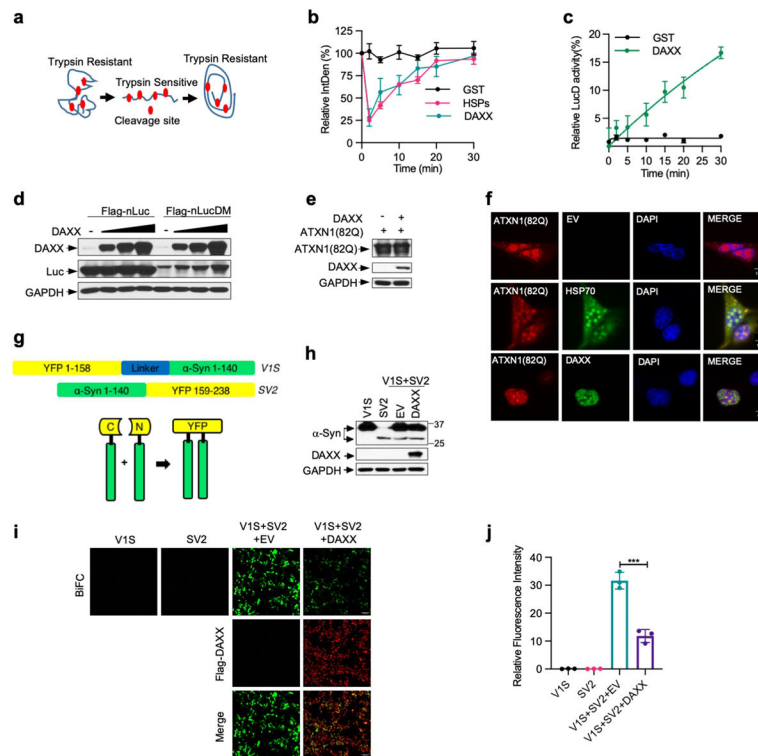 a
Trypsin Resistant
Trypsin Sensitive
Trypsin Resistant
Cleavage site
b
Relative IntDen (%)
125
100
75
50
25
0
0
10
20
30
Time (min)
GST
HSPs
DAXX
c
Relative LucD activity(%)
20
15
10
5
0
0
5
10
15
20
25
30
Time (min)
GST
DAXX
d
Flag-nLuc
Flag-nLucDM
DAXX
-
-
DAXX
Luc
GAPDH
e
DAXX - +
ATXN1(82Q) + +
ATXN1(82Q)
DAXX
GAPDH
f
ATXN1(82Q) EV DAPI MERGE
ATXN1(82Q) HSP70 DAPI MERGE
ATXN1(82Q) DAXX DAPI MERGE
g
YFP 1-158 Linker α-Syn 1-140 V1S
α-Syn 1-140 YFP 159-238 SV2
C N YFP
+
h
V1S+SV2
V1S SV2 EV DAXX
α-Syn
37
25
DAXX
GAPDH
i
V1S
SV2
V1S+SV2
+EV
V1S+SV2
+DAXX
BiFC
Flag-DAXX
Merge
j
Relative Fluorescence Intensity
40
30
20
10
0
***
V1S
SV2
V1S+SV2+EV
V1S+SV2+DAXX